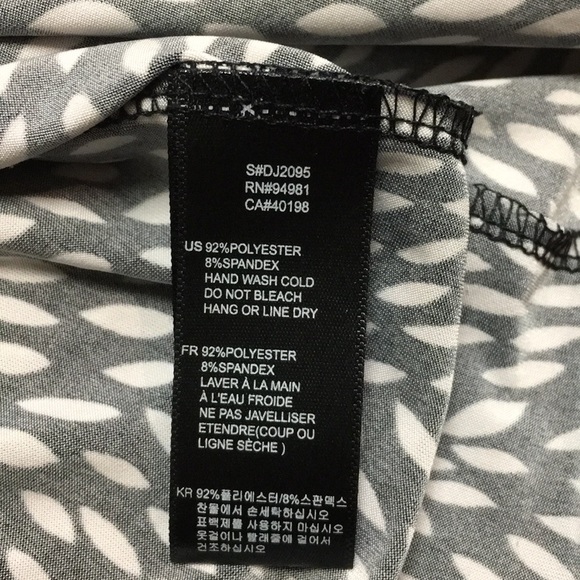 S#DJ2095
RN#94981
CA#40198
US 92%POLYESTER
8%SPANDEX
HAND WASH COLD
DO NOT BLEACH
HANG OR LINE DRY
FR 92%POLYESTER
8%SPANDEX
LAVER À LA MAIN
À L'EAU FROIDE
NE PAS JAVELLISER
ETENDRE(COUP OU
LIGNE SÈCHE )
KR 92%폴리에스터/8%스판덱스
찬물에서 손세탁하십시오
표백제를 사용하지 마십시오
옷걸이나 빨래줄에 걸어서
건조하십시오